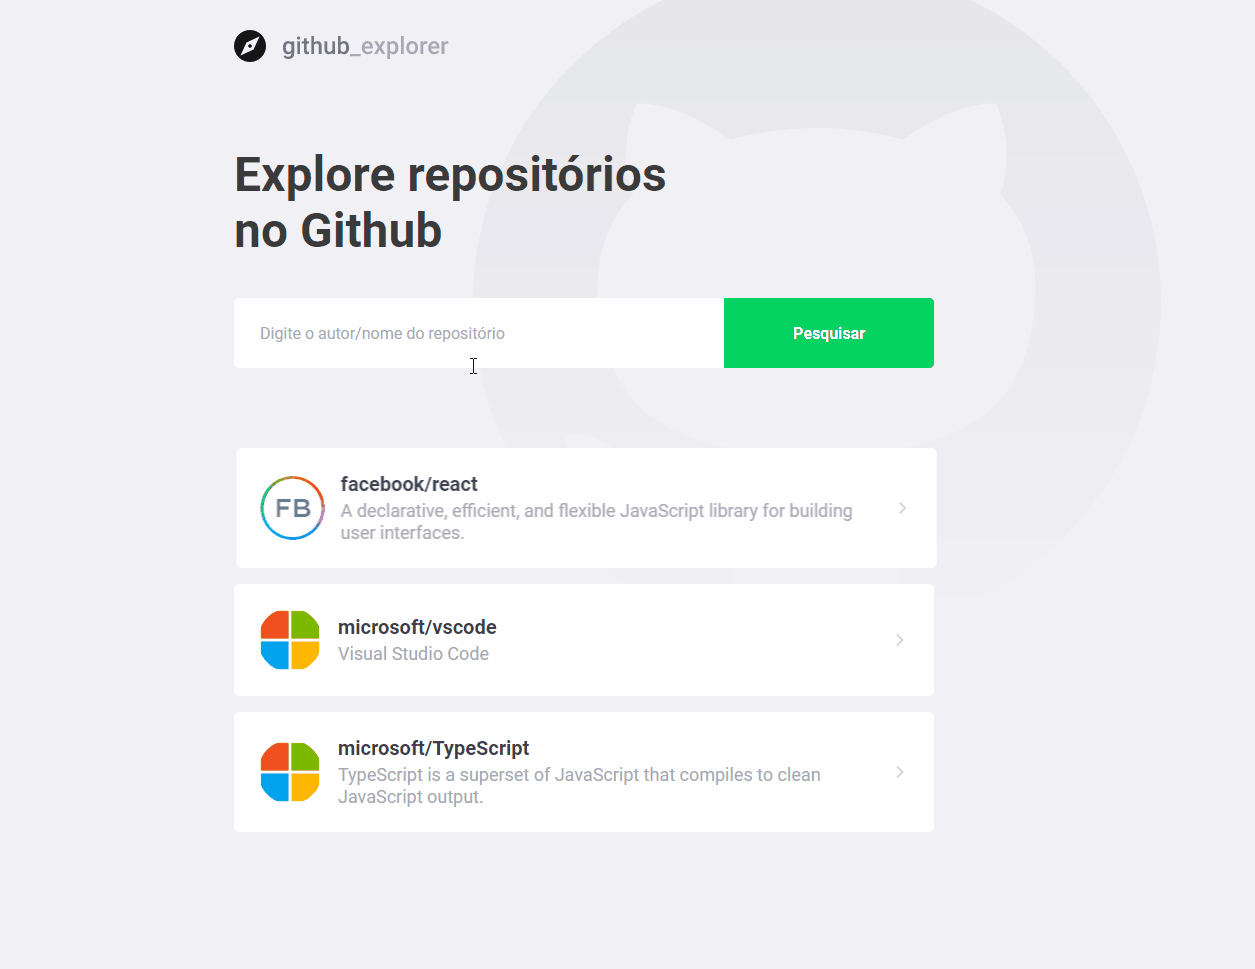 github_explorer
Explore repositórios
no Github
Digite o autor/nome do repositório
Pesquisar
FB
facebook/react
A declarative, efficient, and flexible JavaScript library for building
user interfaces.
microsoft/vscode
Visual Studio Code
microsoft/TypeScript
TypeScript is a superset of JavaScript that compiles to clean
JavaScript output.